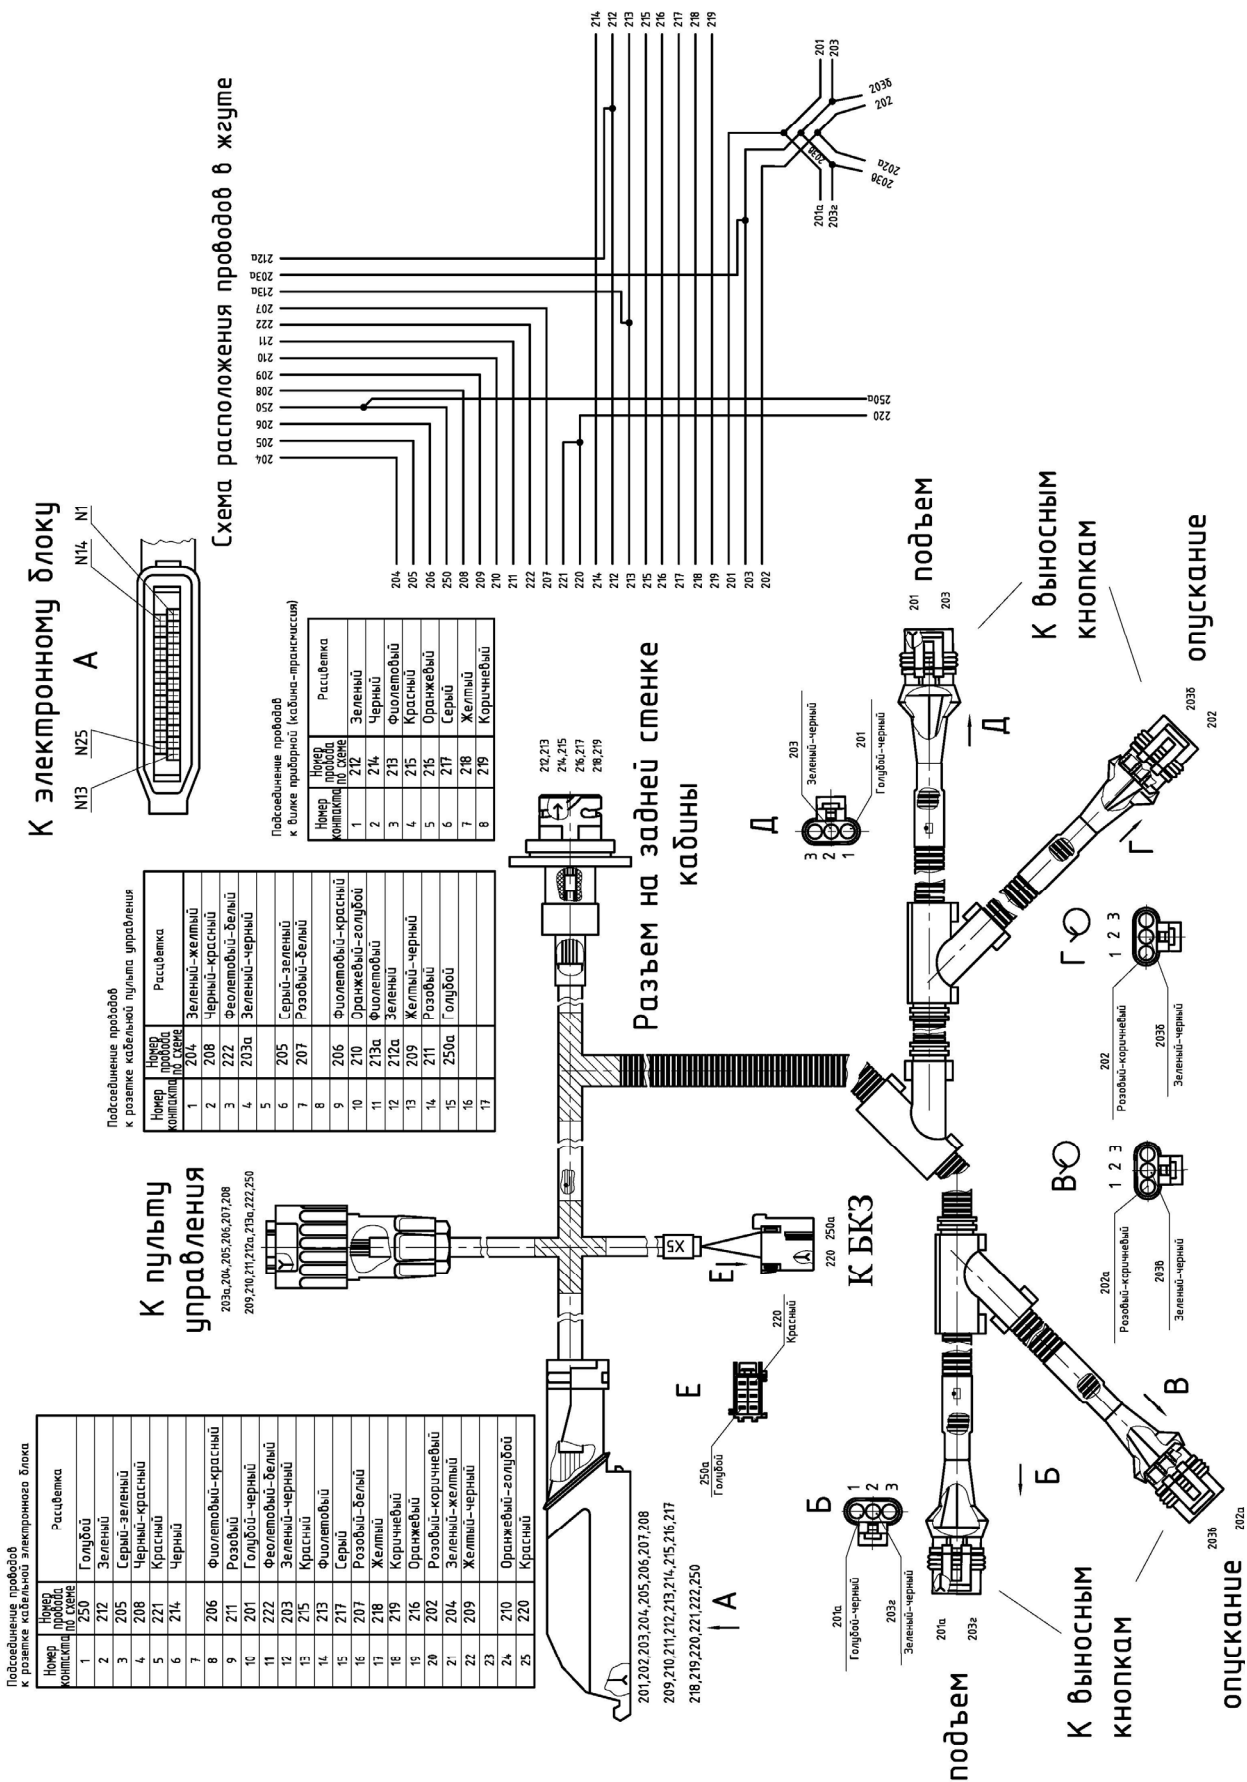 Подсоединение проводов
к розетке кабельной электронного блока
Номер контакта Номер провода по схеме Расцветка
1 250 Голубой
2 212 Зеленый
3 205 Серый-зеленый
4 208 Черный-красный
5 221 Красный
6 214 Черный
7
8 206 Фиолетовый-красный
9 211 Розовый
10 201 Голубой-черный
11 222 Феолетовый-белый
12 203 Зеленый-черный
13 215 Красный
14 213 Фиолетовый
15 217 Серый
16 207 Розовый-белый
17 218 Желтый
18 219 Коричневый
19 216 Оранжевый
20 202 Розовый-коричневый
21 204 Зеленый-желтый
22 209 Желтый-черный
23
24 210 Оранжевый-голубой
25 220 Красный
Подсоединение проводов
к розетке кабельной пульта управления
Номер контакта Номер провода по схеме Расцветка
1 204 Зеленый-желтый
2 208 Черный-красный
3 222 Феолетовый-белый
4 203а Зеленый-черный
5
6 205 Серый-зеленый
7 207 Розовый-белый
8
9 206 Фиолетовый-красный
10 210 Оранжевый-голубой
11 213а Фиолетовый
12 212а Зеленый
13 209 Желтый-черный
14 211 Розовый
15 250а Голубой
16
17
Подсоединение проводов
к вилке приборной (кабина-трансмиссия)
Номер контакта Номер провода по схеме Расцветка
1 212 Зеленый
2 214 Черный
3 213 Фиолетовый
4 215 Красный
5 216 Оранжевый
6 217 Серый
7 218 Желтый
8 219 Коричневый
К электронному блоку
А
N13
N25
N14
N1
Схема расположения проводов в жгуте
204
205
206
250
208
209
210
211
222
207
213а
203а
212а
204
205
206
250
208
209
210
211
222
207
221
220
214
212
213
215
216
217
218
219
201
203
202
214
212
213
215
216
217
218
219
201
203
203б
202
203в
202а
203в
201а
203г
250а
220
К пульту
управления
203а,204,205,206,207,208
209,210,211,212а,213а,222,250
201,202,203,204,205,206,207,208
209,210,211,212,213,214,215,216,217
218,219,220,221,222,250
А
Х5
Е
220 250а
К БКЗ
Е
250а
Голубой
220
Красный
212,213
214,215
216,217
218,219
Разъем на задней стенке
кабины
Д
3 2 1
203
Зеленый-черный
201
Голубой-черный
Д
201
203
подъем
К выносным
кнопкам
Г
203б
202
опускание
Г
1 2 3
202
Розовый-коричневый
203б
Зеленый-черный
В
1 2 3
202а
Розовый-коричневый
203в
Зеленый-черный
Б
1 2 3
201а
Голубой-черный
203г
Зеленый-черный
Б
201а
203г
подъем
К выносным
кнопкам
В
203в
202а
опускание